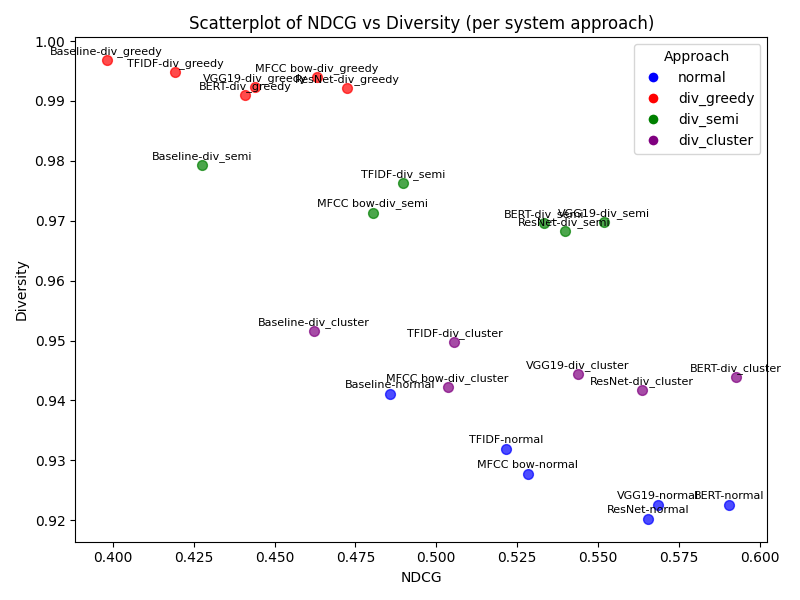 Scatterplot of NDCG vs Diversity (per system approach)
Approach
normal
div_greedy
div_semi
div_cluster
Baseline-div_greedy
TFIDF-div_greedy
MFCC bow-div_greedy
VGG19-div_greedy
ResNet-div_greedy
BERT-div_greedy
Baseline-div_semi
TFIDF-div_semi
MFCC bow-div_semi
BERT-div_semi
VGG19-div_semi
ResNet-div_semi
Baseline-div_cluster
TFIDF-div_cluster
VGG19-div_cluster
BERT-div_cluster
MFCC bow-div_cluster
ResNet-div_cluster
Baseline-normal
TFIDF-normal
MFCC bow-normal
VGG19-normal
BERT-normal
ResNet-normal
1.00
0.99
0.98
0.97
0.96
0.95
0.94
0.93
0.92
Diversity
0.400
0.425
0.450
0.475
0.500
0.525
0.550
0.575
0.600
NDCG